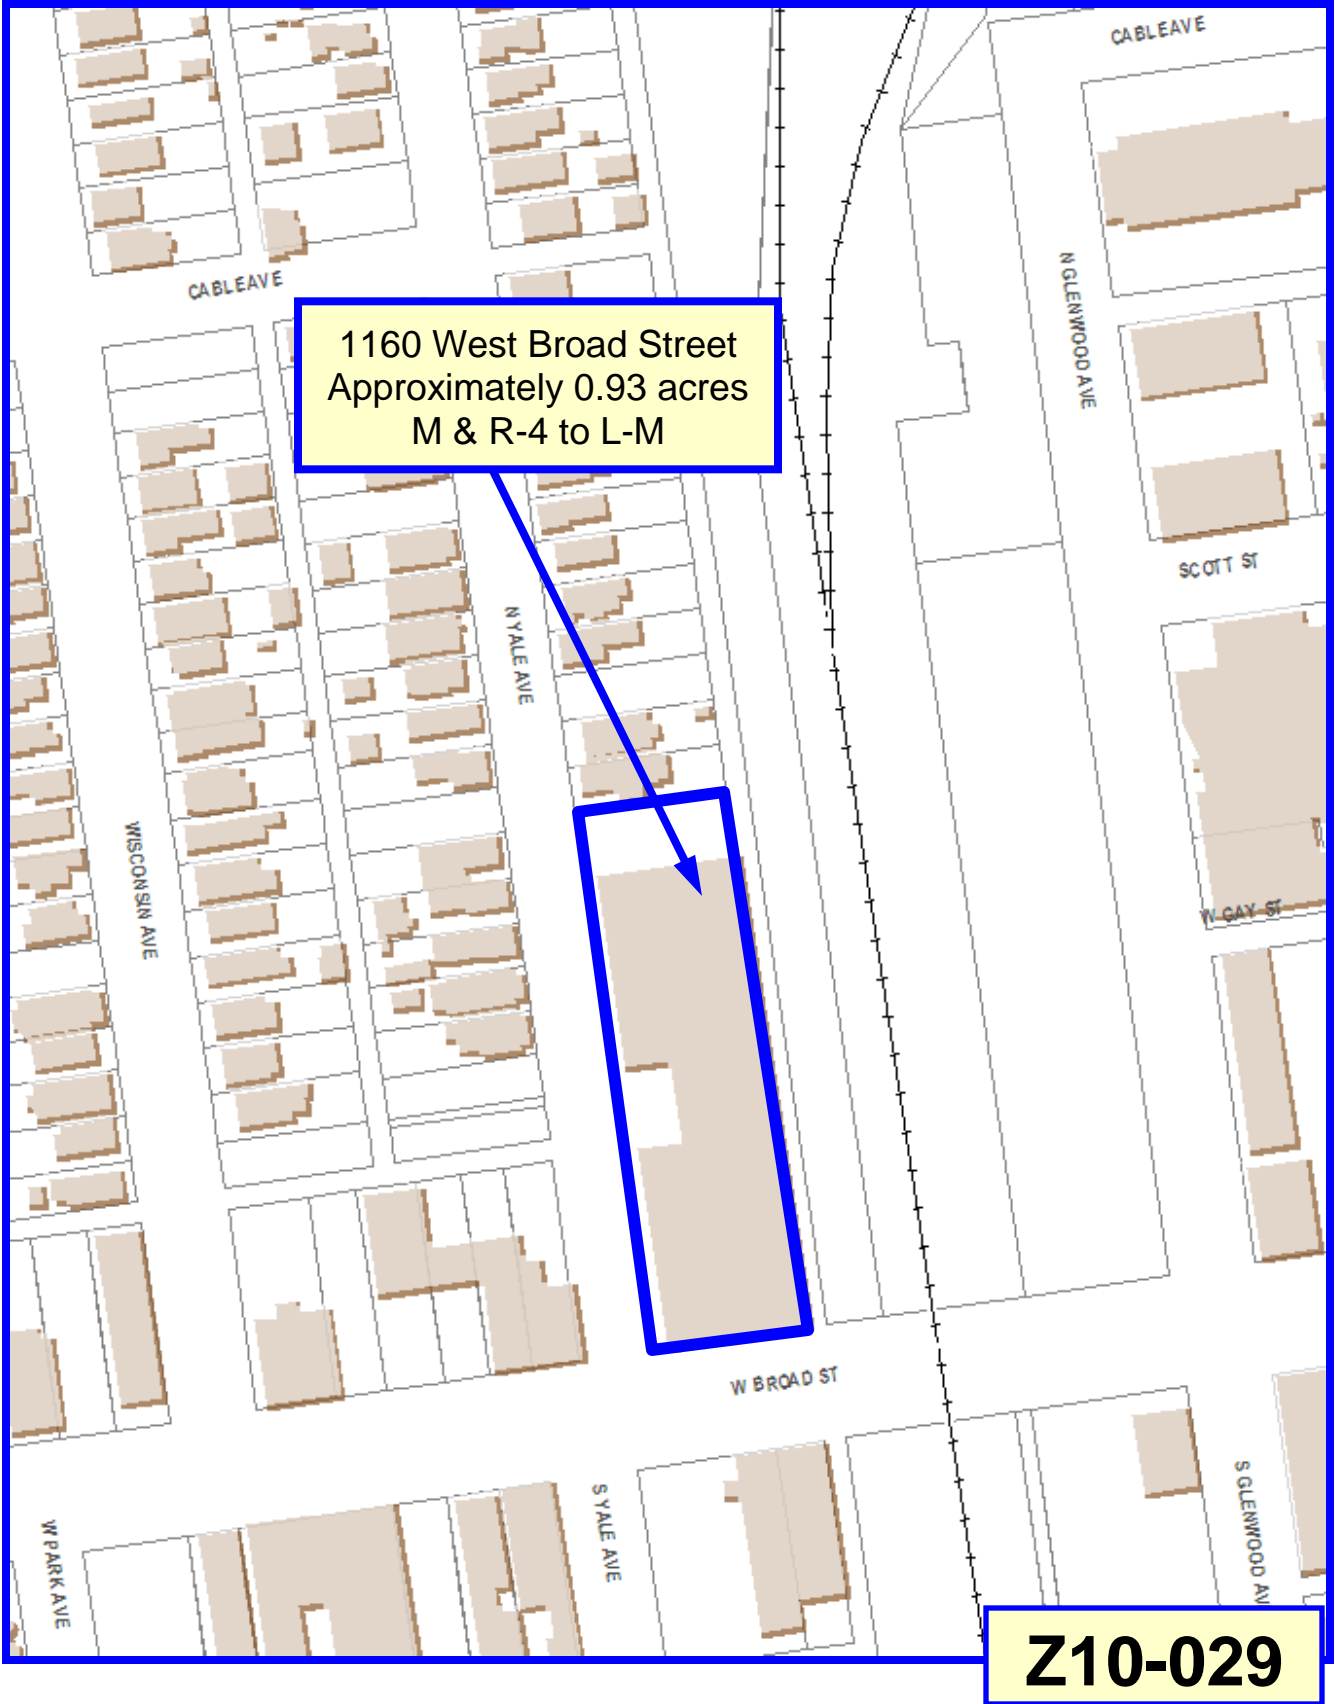 CABLE AVE
CABLE AVE
N GLENWOOD AVE
1160 West Broad Street
Approximately 0.93 acres
M & R-4 to L-M
SCOTT ST
N YALE AVE
WISCONSIN AVE
W GAY ST
W BROAD ST
S YALE AVE
S GLENWOOD AV
W PARK AVE
Z10-029